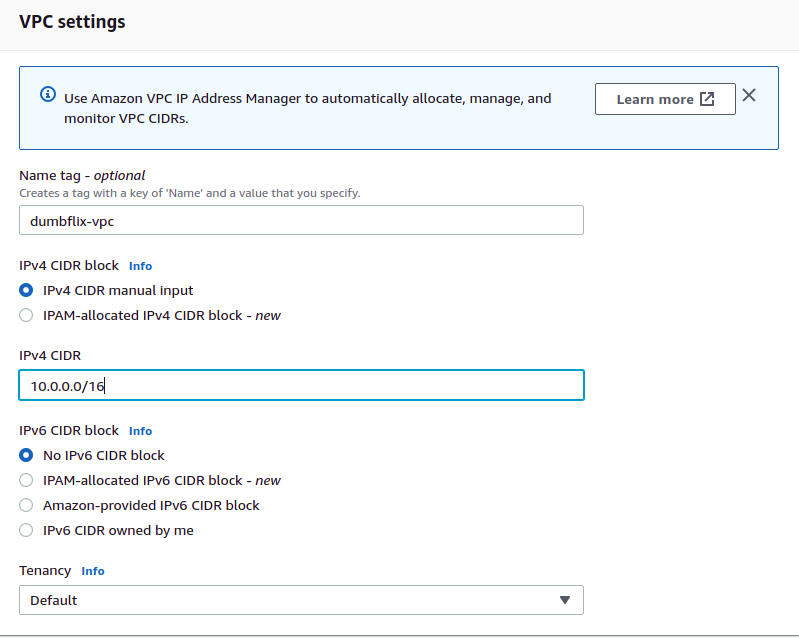 VPC settings
Use Amazon VPC IP Address Manager to automatically allocate, manage, and
monitor VPC CIDRs.
Learn more
Name tag - optional
Creates a tag with a key of 'Name' and a value that you specify.
dumbflix-vpc
IPv4 CIDR block Info
IPv4 CIDR manual input
IPAM-allocated IPv4 CIDR block - new
IPv4 CIDR
10.0.0.0/16
IPv6 CIDR block Info
No IPv6 CIDR block
IPAM-allocated IPv6 CIDR block - new
Amazon-provided IPv6 CIDR block
IPv6 CIDR owned by me
Tenancy Info
Default